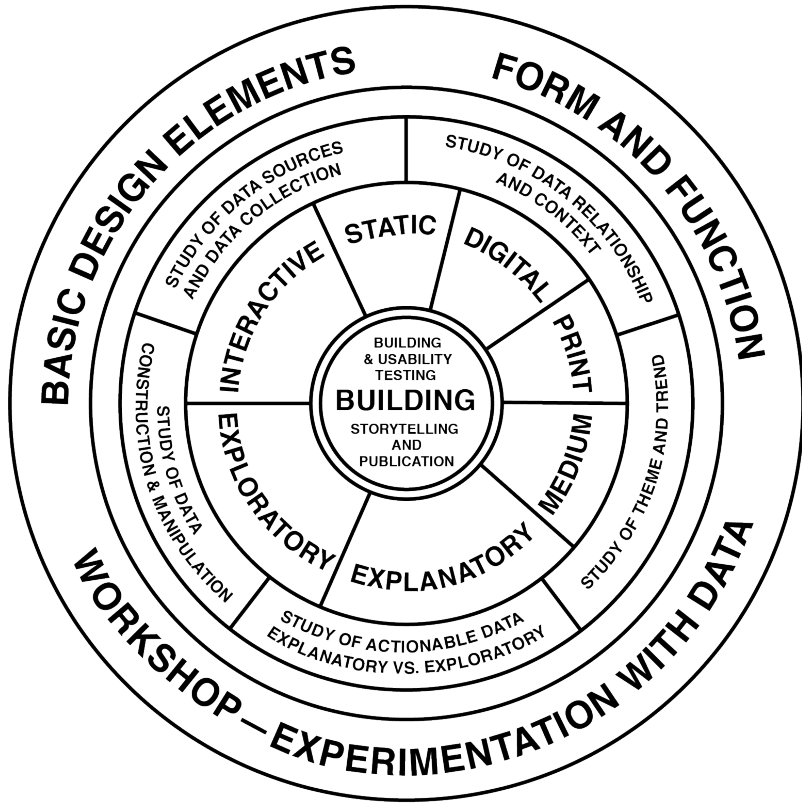 BASIC DESIGN ELEMENTS
FORM AND FUNCTION
WORKSHOP—EXPERIMENTATION WITH DATA
STUDY OF DATA SOURCES
AND DATA COLLECTION
STUDY OF DATA RELATIONSHIP
AND CONTEXT
STUDY OF THEME AND TREND
STUDY OF ACTIONABLE DATA
EXPLANATORY VS. EXPLORATORY
STUDY OF DATA
CONSTRUCTION & MANIPULATION
STATIC
DIGITAL
PRINT
MEDIUM
EXPLANATORY
EXPLORATORY
INTERACTIVE
BUILDING
& USABILITY
TESTING
BUILDING
STORYTELLING
AND
PUBLICATION